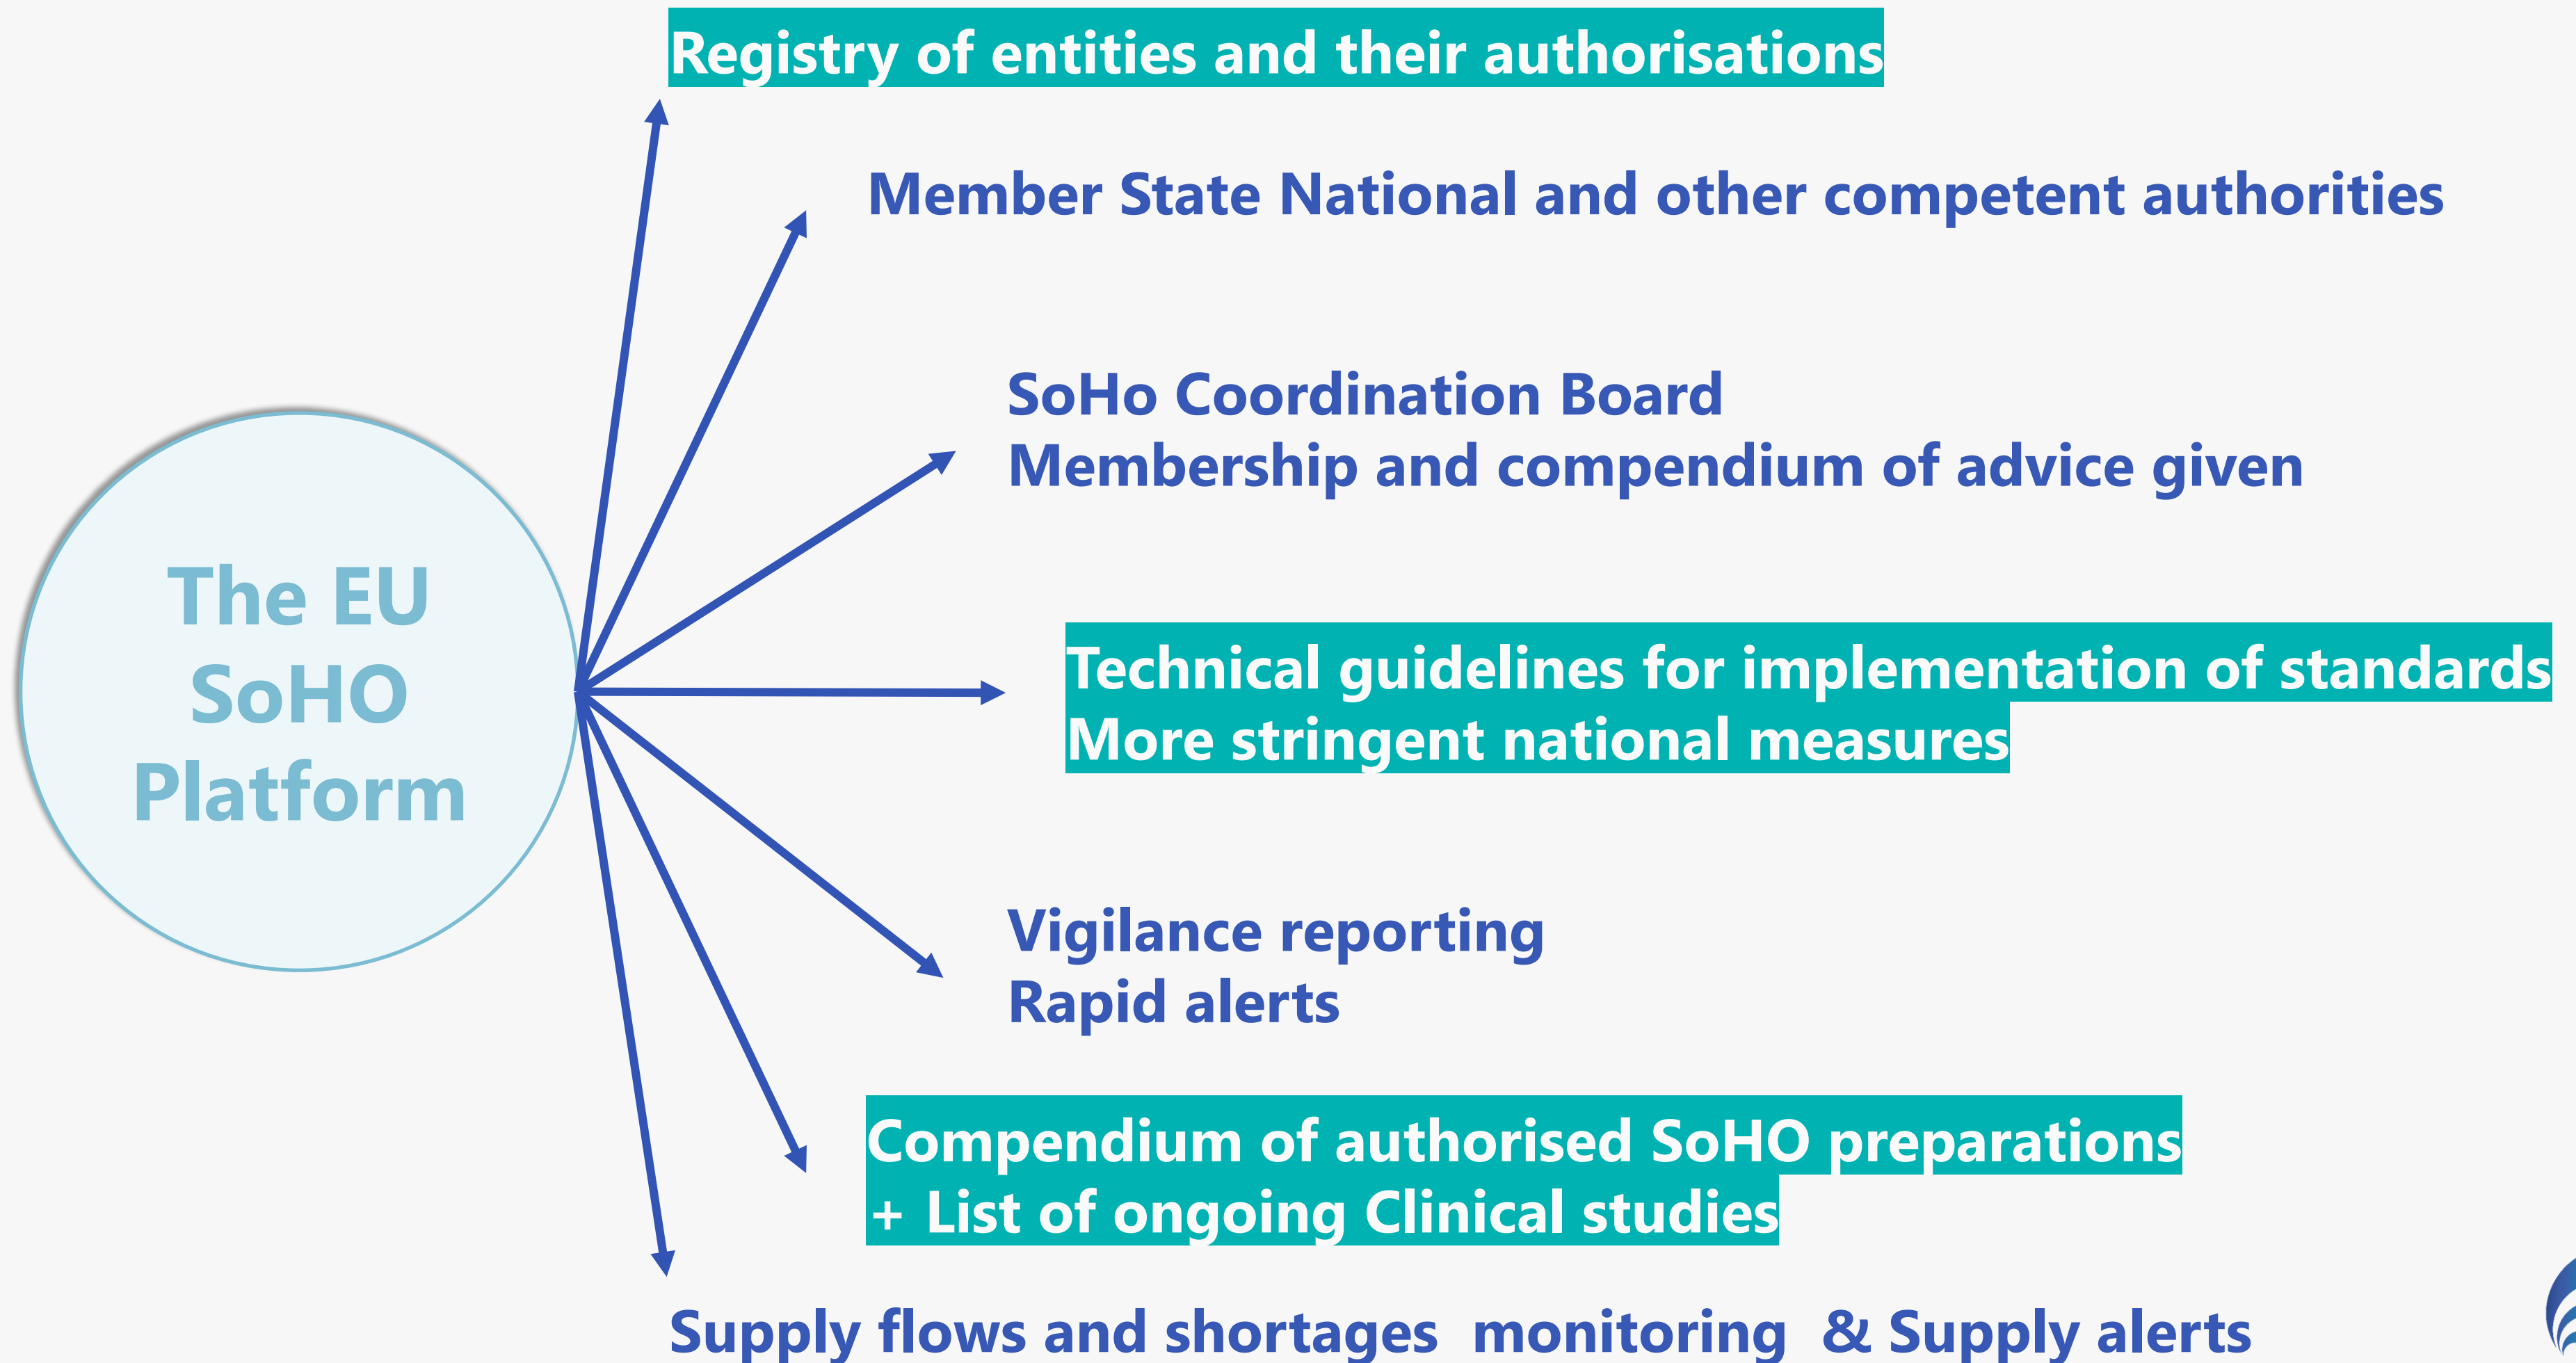 Registry of entities and their authorisations
Member State National and other competent authorities
SoHo Coordination Board
Membership and compendium of advice given
The EU
SoHO
Platform
Technical guidelines for implementation of standards
More stringent national measures
Vigilance reporting
Rapid alerts
Compendium of authorised SoHO preparations
+ List of ongoing Clinical studies
Supply flows and shortages  monitoring  & Supply alerts